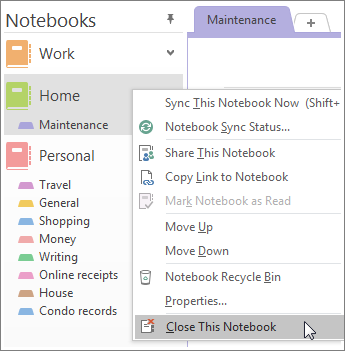 Notebooks
Work
Home
Maintenance
Personal
Travel
General
Shopping
Money
Writing
Online receipts
House
Condo records
Maintenance
+
Sync This Notebook Now (Shift+
Notebook Sync Status...
Share This Notebook
Copy Link to Notebook
Mark Notebook as Read
Move Up
Move Down
Notebook Recycle Bin
Properties...
Close This Notebook